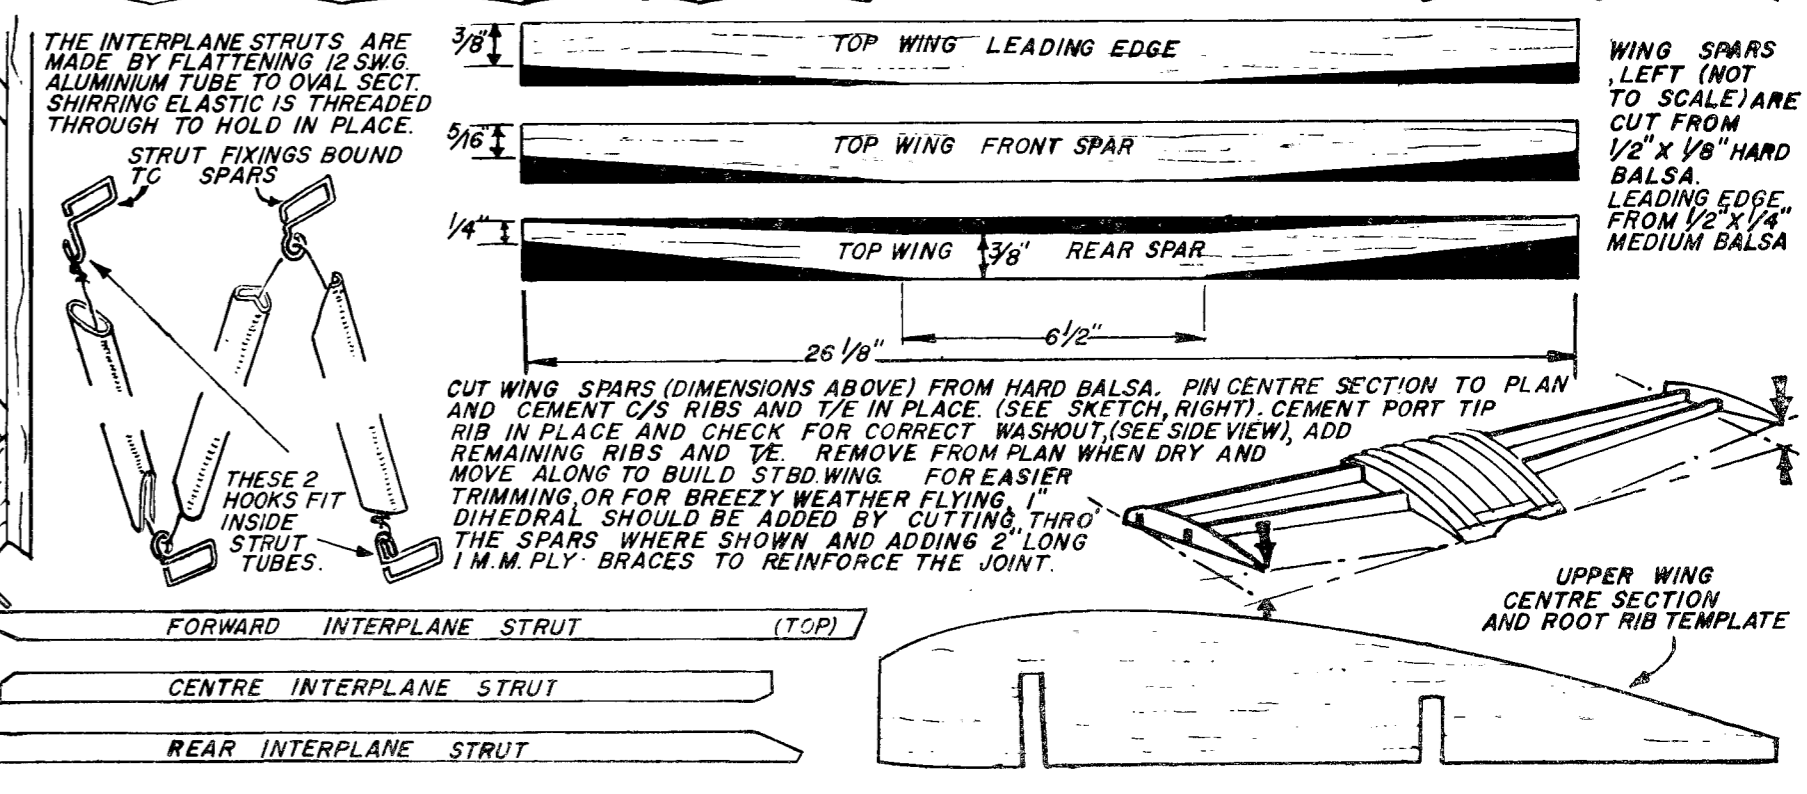 THE INTERPLANE STRUTS ARE
MADE BY FLATTENING 12 SW.G.
ALUMINIUM TUBE TO OVAL SECT.
SHIRRING ELASTIC IS THREADED
THROUGH TO HOLD IN PLACE.
STRUT FIXINGS BOUND
TO SPARS
THESE 2
HOOKS FIT
INSIDE
STRUT
TUBES.
3/8"
TOP WING LEADING EDGE
5/16"
TOP WING FRONT SPAR
1/4"
TOP WING 3/8" REAR SPAR
6 1/2"
26 1/8"
WING SPARS
, LEFT (NOT
TO SCALE) ARE
CUT FROM
1/2" X 1/8" HARD
BALSA.
LEADING EDGE
FROM 1/2" X 1/4"
MEDIUM BALSA
CUT WING SPARS (DIMENSIONS ABOVE) FROM HARD BALSA. PIN CENTRE SECTION TO PLAN
AND CEMENT C/S RIBS AND T/E IN PLACE. (SEE SKETCH, RIGHT). CEMENT PORT TIP
RIB IN PLACE AND CHECK FOR CORRECT WASHOUT, (SEE SIDE VIEW), ADD
REMAINING RIBS AND T/E. REMOVE FROM PLAN WHEN DRY AND
MOVE ALONG TO BUILD STBD. WING. FOR EASIER
TRIMMING, OR FOR BREEZY WEATHER FLYING, 1"
DIHEDRAL SHOULD BE ADDED BY CUTTING THRO'
THE SPARS WHERE SHOWN AND ADDING 2" LONG
1 M.M. PLY BRACES TO REINFORCE THE JOINT.
UPPER WING
CENTRE SECTION
AND ROOT RIB TEMPLATE
FORWARD INTERPLANE STRUT (TOP)
CENTRE INTERPLANE STRUT
REAR INTERPLANE STRUT